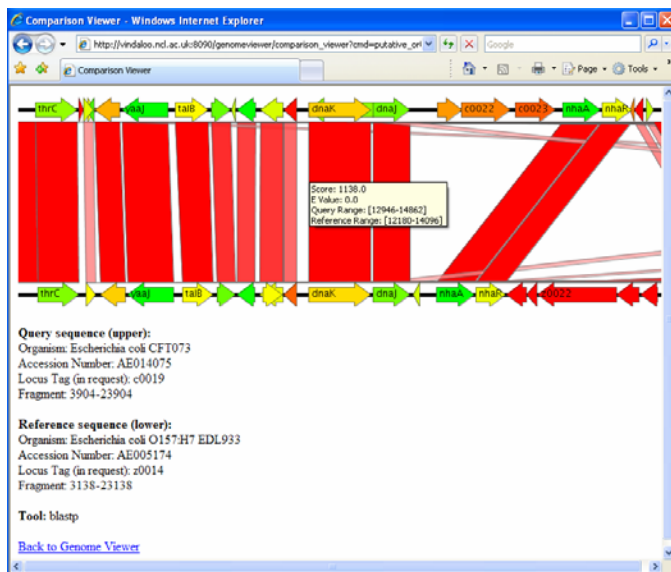 Comparison Viewer - Windows Internet Explorer
http://vindaloo.ncl.ac.uk:8090/genomeviewer/comparison_viewer?cmd=putative_ori
Google
Comparison Viewer
Page
Tools
thrC yaaJ talB dnaK dnaJ c0022 c0023 nhaA nhaR
Score: 1138.0
E Value: 0.0
Query Range: [12946-14862]
Reference Range: [12180-14096]
thrC yaaJ talB dnaK dnaJ nhaA nhaR z0022
Query sequence (upper):
Organism: Escherichia coli CFT073
Accession Number: AE014075
Locus Tag (in request): c0019
Fragment: 3904-23904
Reference sequence (lower):
Organism: Escherichia coli O157:H7 EDL933
Accession Number: AE005174
Locus Tag (in request): z0014
Fragment: 3138-23138
Tool: blastp
Back to Genome Viewer